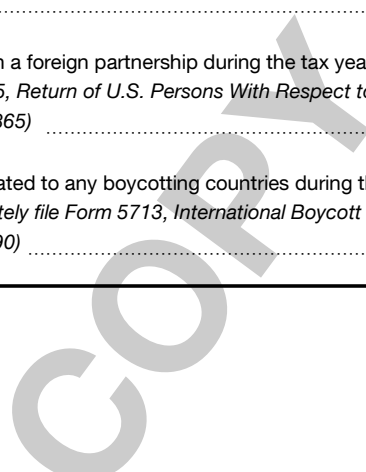 n a foreign partnership during the tax yea
5, Return of U.S. Persons With Respect to
865)
ated to any boycotting countries during th
tely file Form 5713, International Boycott
90)
COPY